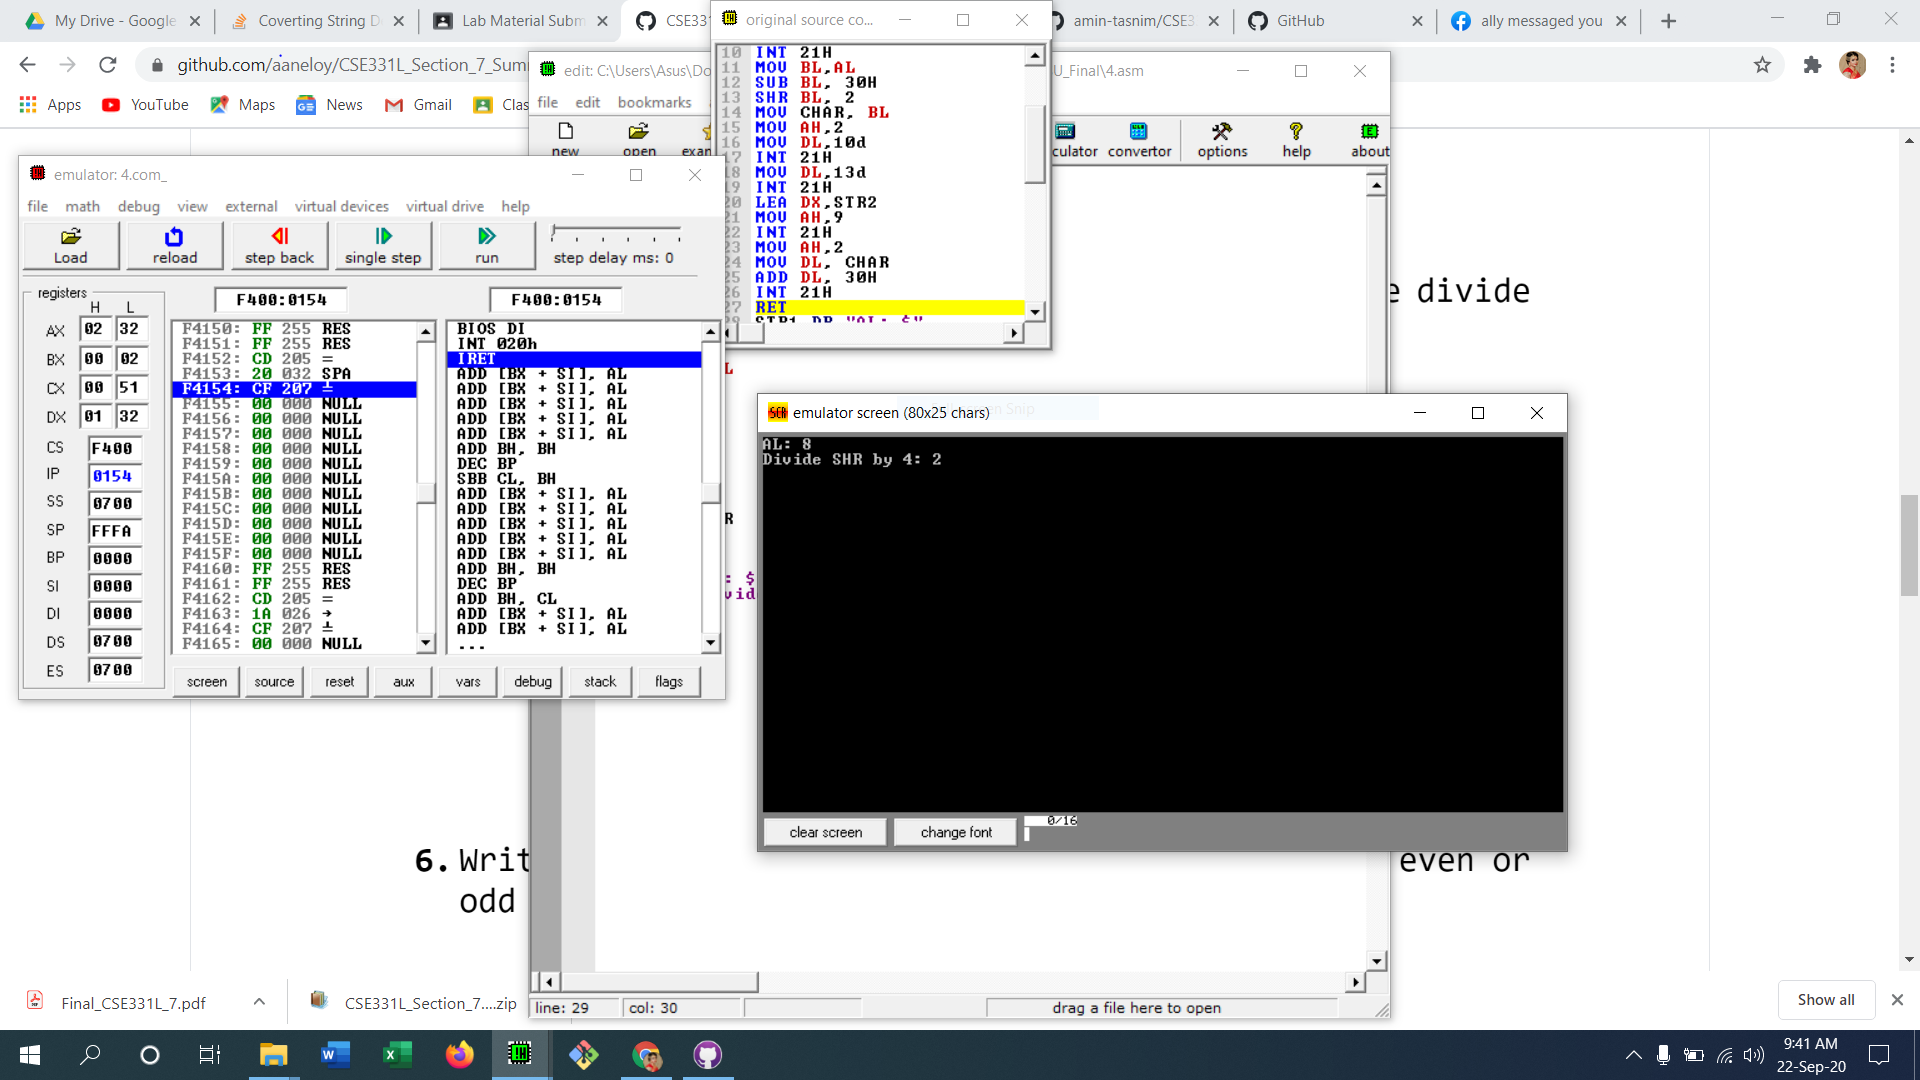 My Drive - Google
Coverting String D
Lab Material Subm
CSE331
amin-tasnim/CSE3
GitHub
ally messaged you
github.com/aaneloy/CSE331L_Section_7_Sum
Apps
YouTube
Maps
News
Gmail
Clas
original source co...
10 INT 21H
11 MOV BL,AL
12 SUB BL, 30H
13 SHR BL, 2
14 MOV CHAR, BL
15 MOV AH,2
16 MOV DL,10d
17 INT 21H
18 MOV DL,13d
19 INT 21H
20 LEA DX,STR2
21 MOV AH,9
22 INT 21H
23 MOV AH,2
24 MOV DL, CHAR
25 ADD DL, 30H
26 INT 21H
27 RET
edit: C:\Users\Asus\Do
U_Final\4.asm
file edit bookmarks
new open exam
culator convertor options help about
emulator: 4.com_
file math debug view external virtual devices virtual drive help
Load reload step back single step run step delay ms: 0
registers
H L
AX 02 32
BX 00 02
CX 00 51
DX 01 32
CS F400
IP 0154
SS 0700
SP FFFA
BP 0000
SI 0000
DI 0000
DS 0700
ES 0700
F400:0154
F4150: FF 255 RES
F4151: FF 255 RES
F4152: CD 205 =
F4153: 20 032 SPA
F4154: CF 207 ╧
F4155: 00 000 NULL
F4156: 00 000 NULL
F4157: 00 000 NULL
F4158: 00 000 NULL
F4159: 00 000 NULL
F415A: 00 000 NULL
F415B: 00 000 NULL
F415C: 00 000 NULL
F415D: 00 000 NULL
F415E: 00 000 NULL
F415F: 00 000 NULL
F4160: FF 255 RES
F4161: FF 255 RES
F4162: CD 205 =
F4163: 1A 026 →
F4164: CF 207 ╧
F4165: 00 000 NULL
F400:0154
BIOS DI
INT 020h
IRET
ADD [BX + SI], AL
ADD [BX + SI], AL
ADD [BX + SI], AL
ADD [BX + SI], AL
ADD [BX + SI], AL
ADD BH, BH
DEC BP
SBB CL, BH
ADD [BX + SI], AL
ADD [BX + SI], AL
ADD [BX + SI], AL
ADD [BX + SI], AL
ADD [BX + SI], AL
ADD BH, BH
DEC BP
ADD BH, CL
ADD [BX + SI], AL
ADD [BX + SI], AL
...
screen source reset aux vars debug stack flags
e divide
L
R
: $
vid
emulator screen (80x25 chars)
AL: 8
Divide SHR by 4: 2
clear screen change font 0/16
6. Writ even or
odd
line: 29 col: 30 drag a file here to open
Final_CSE331L_7.pdf
CSE331L_Section_7....zip
Show all
9:41 AM
22-Sep-20